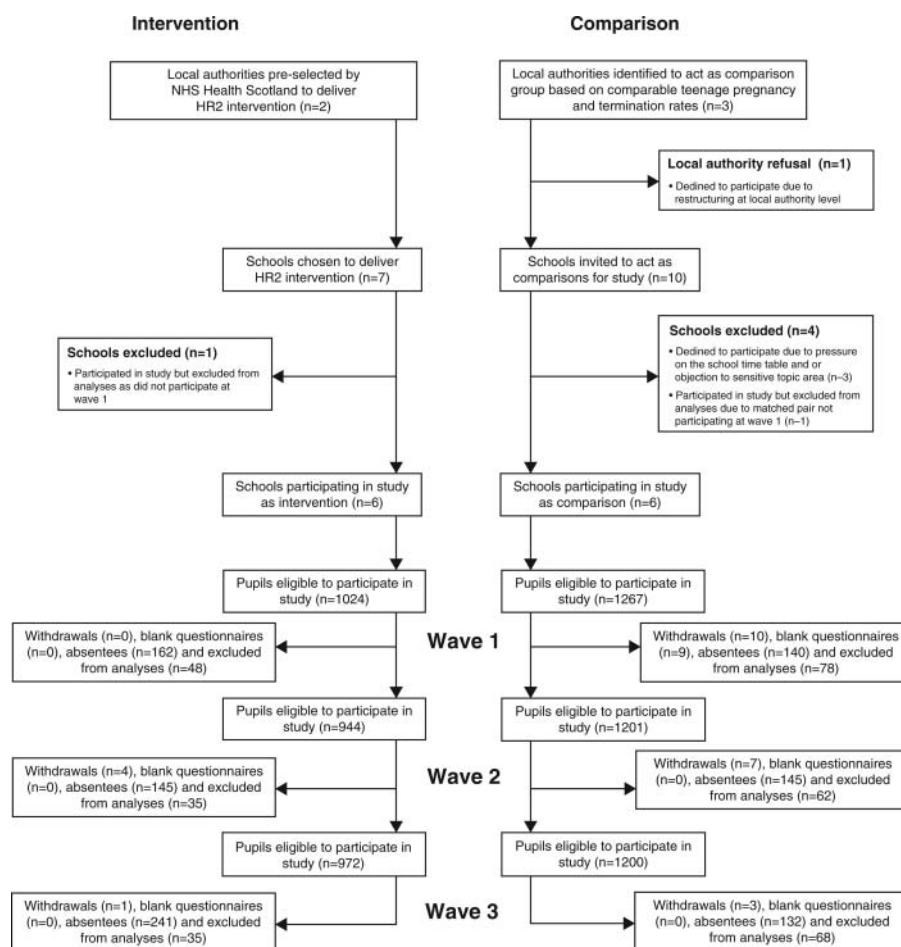 Intervention
Comparison
Local authorities pre-selected by
NHS Health Scotland to deliver
HR2 intervention (n=2)
Local authorities identified to act as comparison
group based on comparable teenage pregnancy
and termination rates (n=3)
Local authority refusal (n=1)
• Dedined to participate due to
restructuring at local authority level
Schools chosen to deliver
HR2 intervention (n=7)
Schools invited to act as
comparisons for study (n=10)
Schools excluded (n=1)
• Participated in study but excluded from
analyses as did not participate at
wave 1
Schools excluded (n=4)
• Dedined to participate due to pressure
on the school time table and or
objection to sensitive topic area (n–3)
• Participated in study but excluded from
analyses due to matched pair not
participating at wave 1 (n–1)
Schools participating in study
as intervention (n=6)
Schools participating in study
as comparison (n=6)
Pupils eligible to participate in
study (n=1024)
Pupils eligible to participate in
study (n=1267)
Wave 1
Withdrawals (n=0), blank questionnaires
(n=0), absentees (n=162) and excluded
from analyses (n=48)
Withdrawals (n=10), blank questionnaires
(n=9), absentees (n=140) and excluded
from analyses (n=78)
Pupils eligible to participate in
study (n=944)
Pupils eligible to participate in
study (n=1201)
Wave 2
Withdrawals (n=4), blank questionnaires
(n=0), absentees (n=145) and excluded
from analyses (n=35)
Withdrawals (n=7), blank questionnaires
(n=0), absentees (n=145) and excluded
from analyses (n=62)
Pupils eligible to participate in
study (n=972)
Pupils eligible to participate in
study (n=1200)
Wave 3
Withdrawals (n=1), blank questionnaires
(n=0), absentees (n=241) and excluded
from analyses (n=35)
Withdrawals (n=3), blank questionnaires
(n=0), absentees (n=132) and excluded
from analyses (n=68)